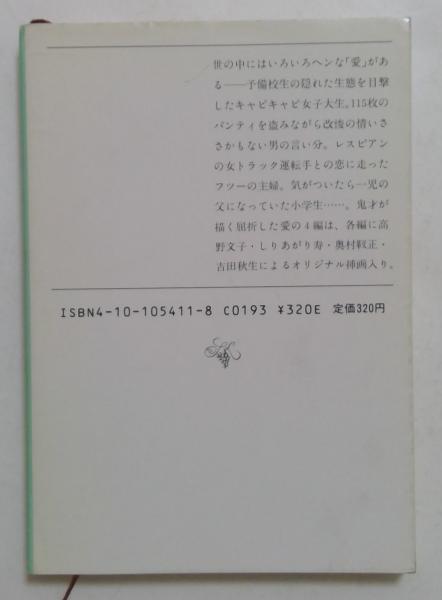 世の中にはいろいろヘンな「愛」があ
る――予備校生の隠れた生態を目撃
したキャピキャピ女子大生。115枚の
パンティを盗みながら改悛の情いさ
さかもない男の言い分。レスビアン
の女トラック運転手との恋に走った
フツーの主婦。気がついたら一児の
父になっていた小学生……。鬼才が
描く屈折した愛の4編は、各編に高
野文子・しりあがり寿・奥村靫正・
吉田秋生によるオリジナル挿画入り。
ISBN4-10-105411-8 C0193 ¥320E 定価320円